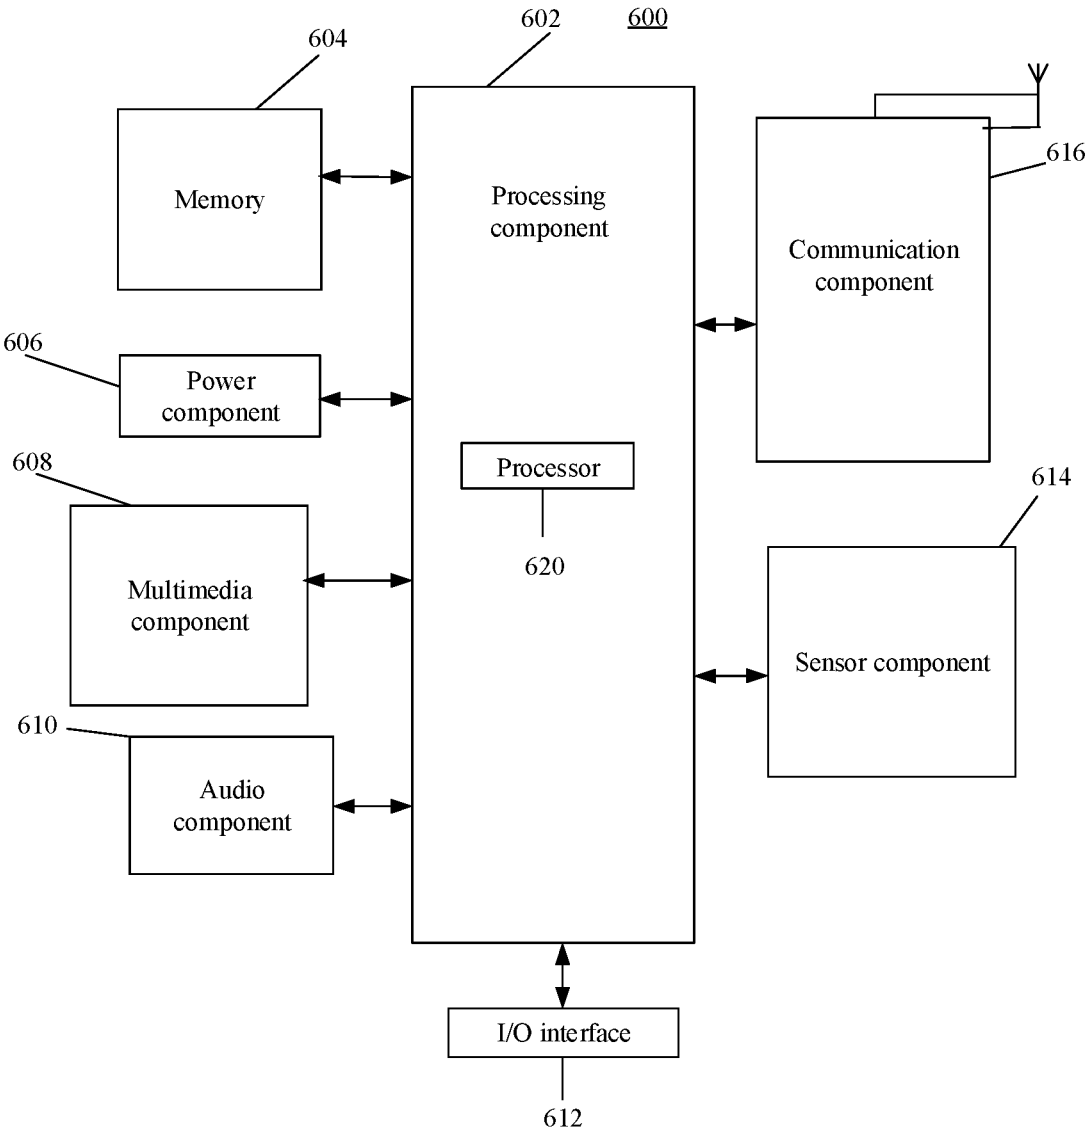 602
600
604
616
Memory
Processing
component
Communication
component
606
Power
component
608
Processor
614
620
Multimedia
component
Sensor component
610
Audio
component
I/O interface
612